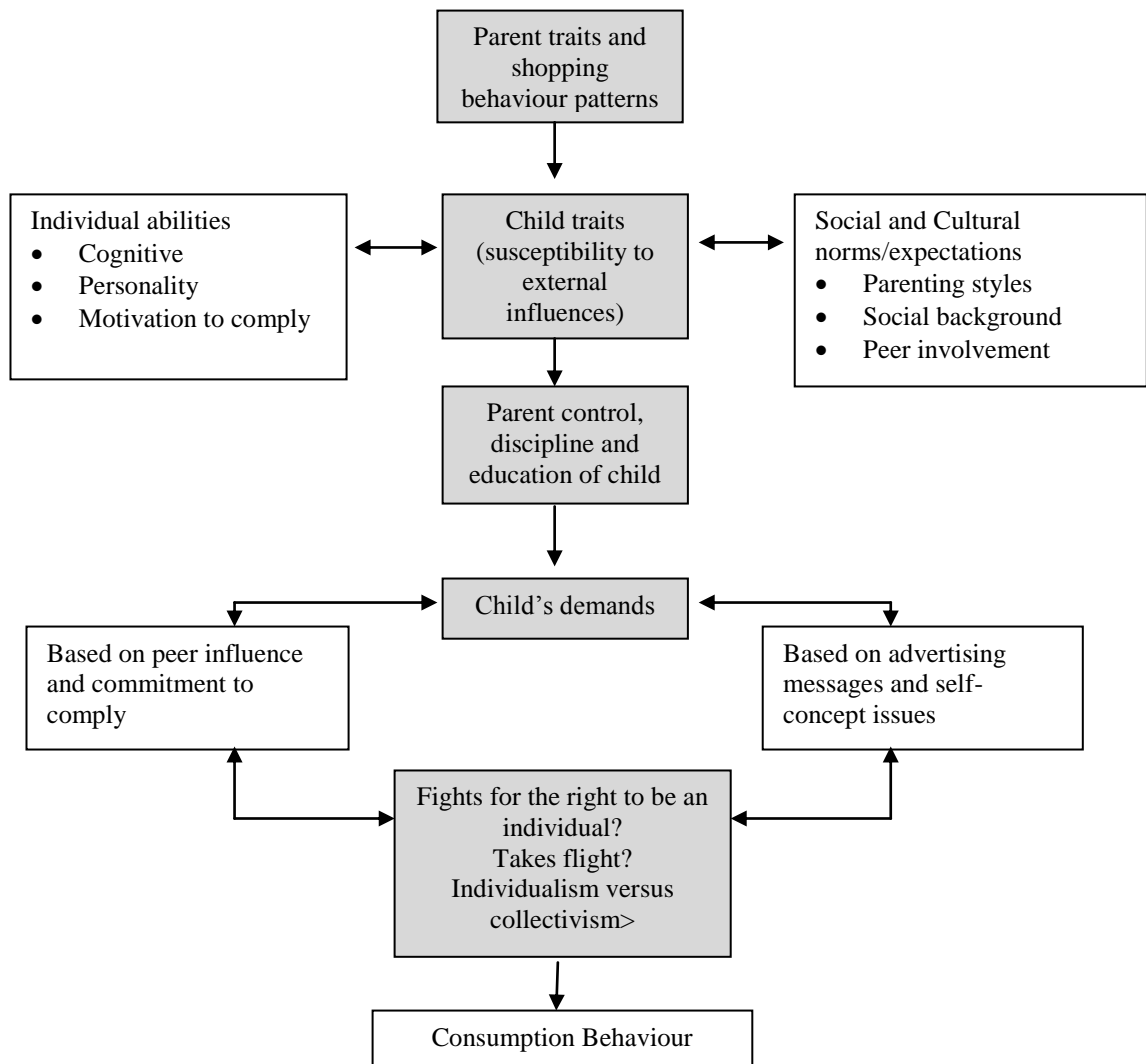 Parent traits and
shopping
behaviour patterns
Individual abilities
• Cognitive
• Personality
• Motivation to comply
Child traits
(susceptibility to
external
influences)
Social and Cultural
norms/expectations
• Parenting styles
• Social background
• Peer involvement
Parent control,
discipline and
education of child
Child’s demands
Based on peer influence
and commitment to
comply
Based on advertising
messages and self-
concept issues
Fights for the right to be an
individual?
Takes flight?
Individualism versus
collectivism>
Consumption Behaviour